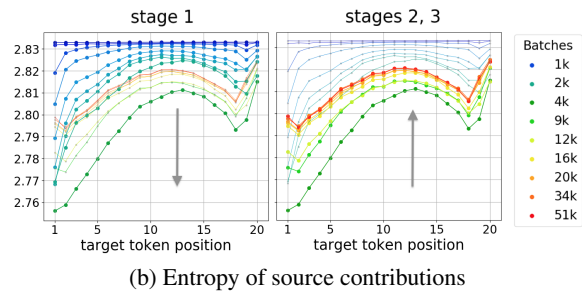 stage 1
stages 2, 3
Batches
1k
2k
4k
9k
12k
16k
20k
34k
51k
2.83
2.82
2.81
2.80
2.79
2.78
2.77
2.76
1 5 10 15 20
1 5 10 15 20
target token position
target token position
(b) Entropy of source contributions